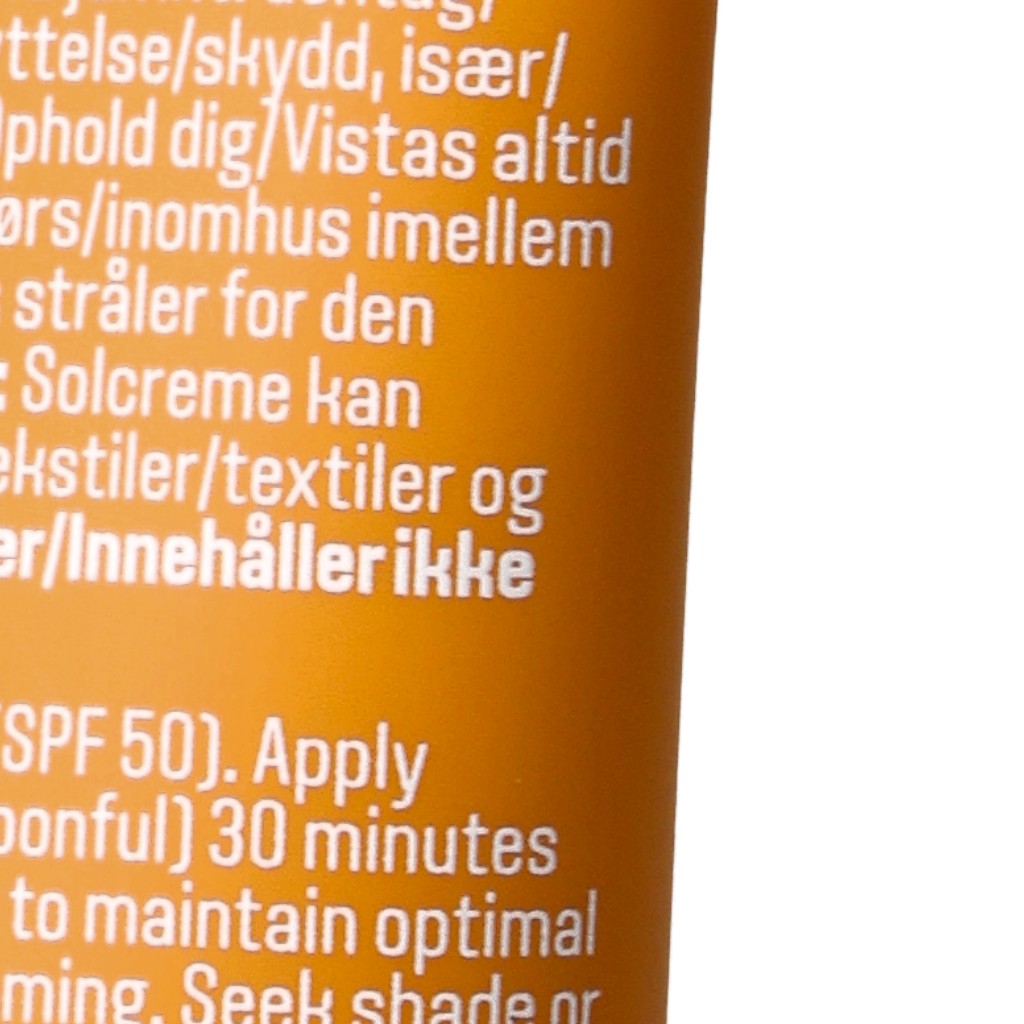 ttelse/skydd, især/
Ophold dig/Vistas altid
ørs/inomhus imellem
stråler for den
: Solcreme kan
ekstiler/textiler og
er/Innehåller ikke
(SPF 50). Apply
oonful) 30 minutes
to maintain optimal
ming. Seek shade or